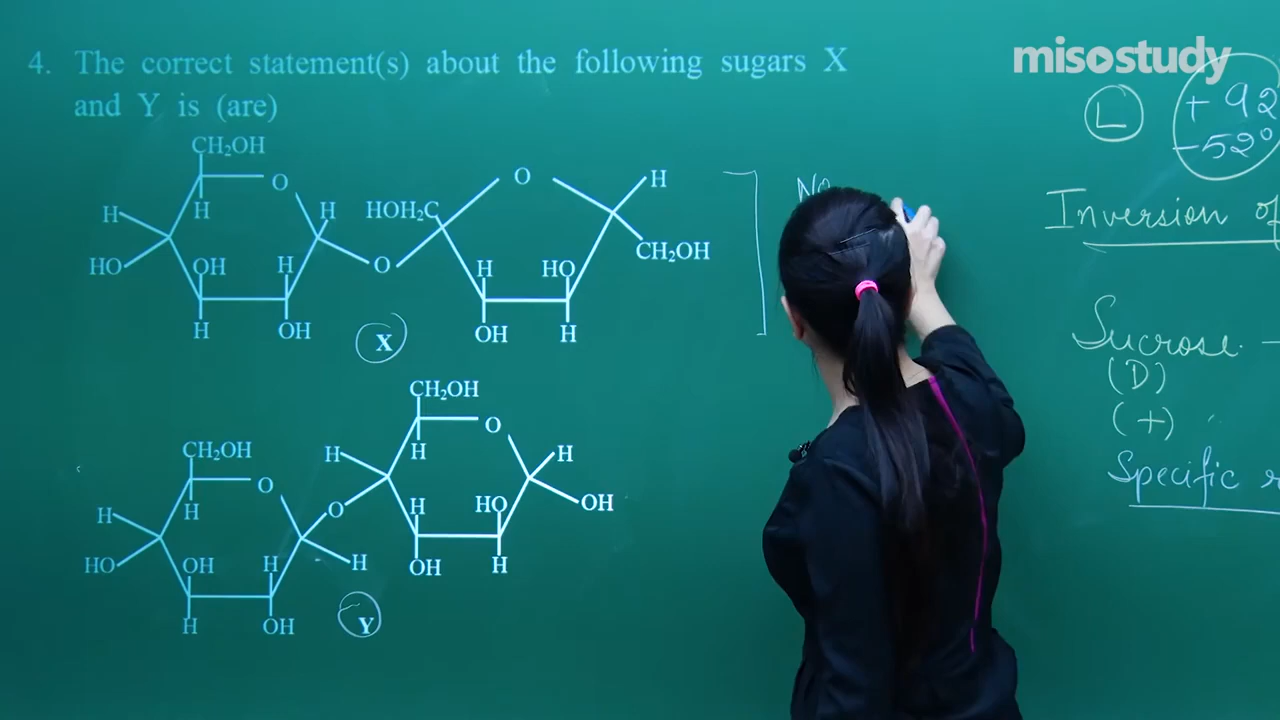 4. The correct statement(s) about the following sugars X
and Y is (are)
misostudy
L
+ 92
-52°
Inversion of
Sucrose
(D)
(+)
Specific
CH₂OH
O
H
H
H
HO
OH
H
H
OH
O
HOH₂C
O
H
CH₂OH
H
HO
OH
H
X
No
CH₂OH
O
H
H
HO
OH
H
H
OH
H
O
CH₂OH
O
H
H
H
OH
H
HO
OH
H
Y